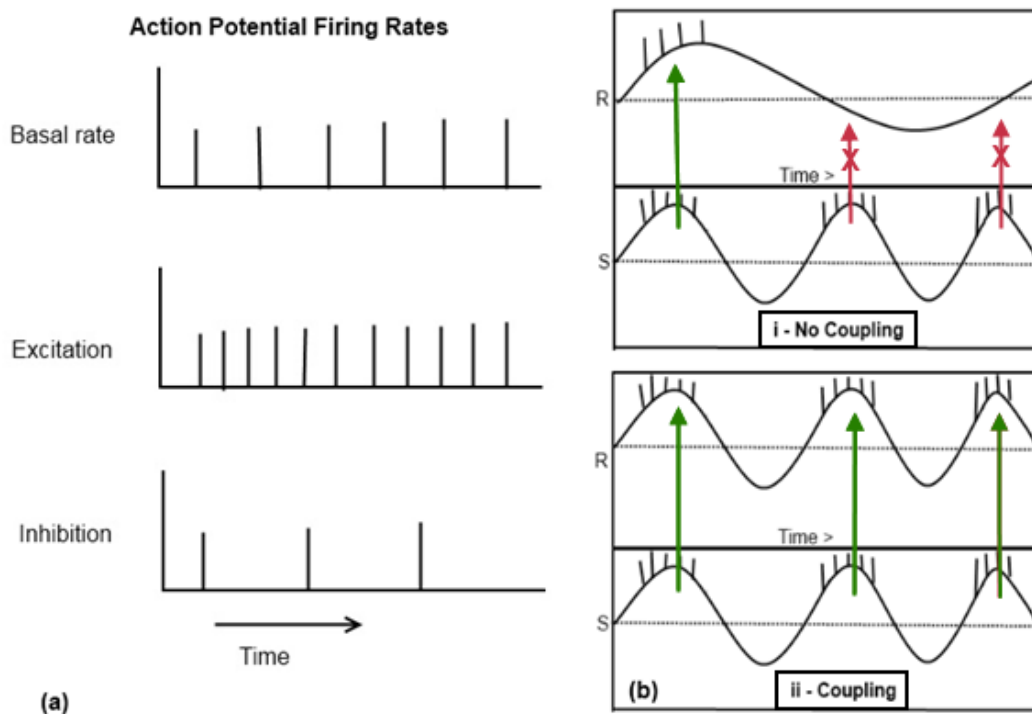 Action Potential Firing Rates
Basal rate
Excitation
Inhibition
Time
(a)
R
Time >
X
X
S
i - No Coupling
R
Time >
S
(b)
ii - Coupling